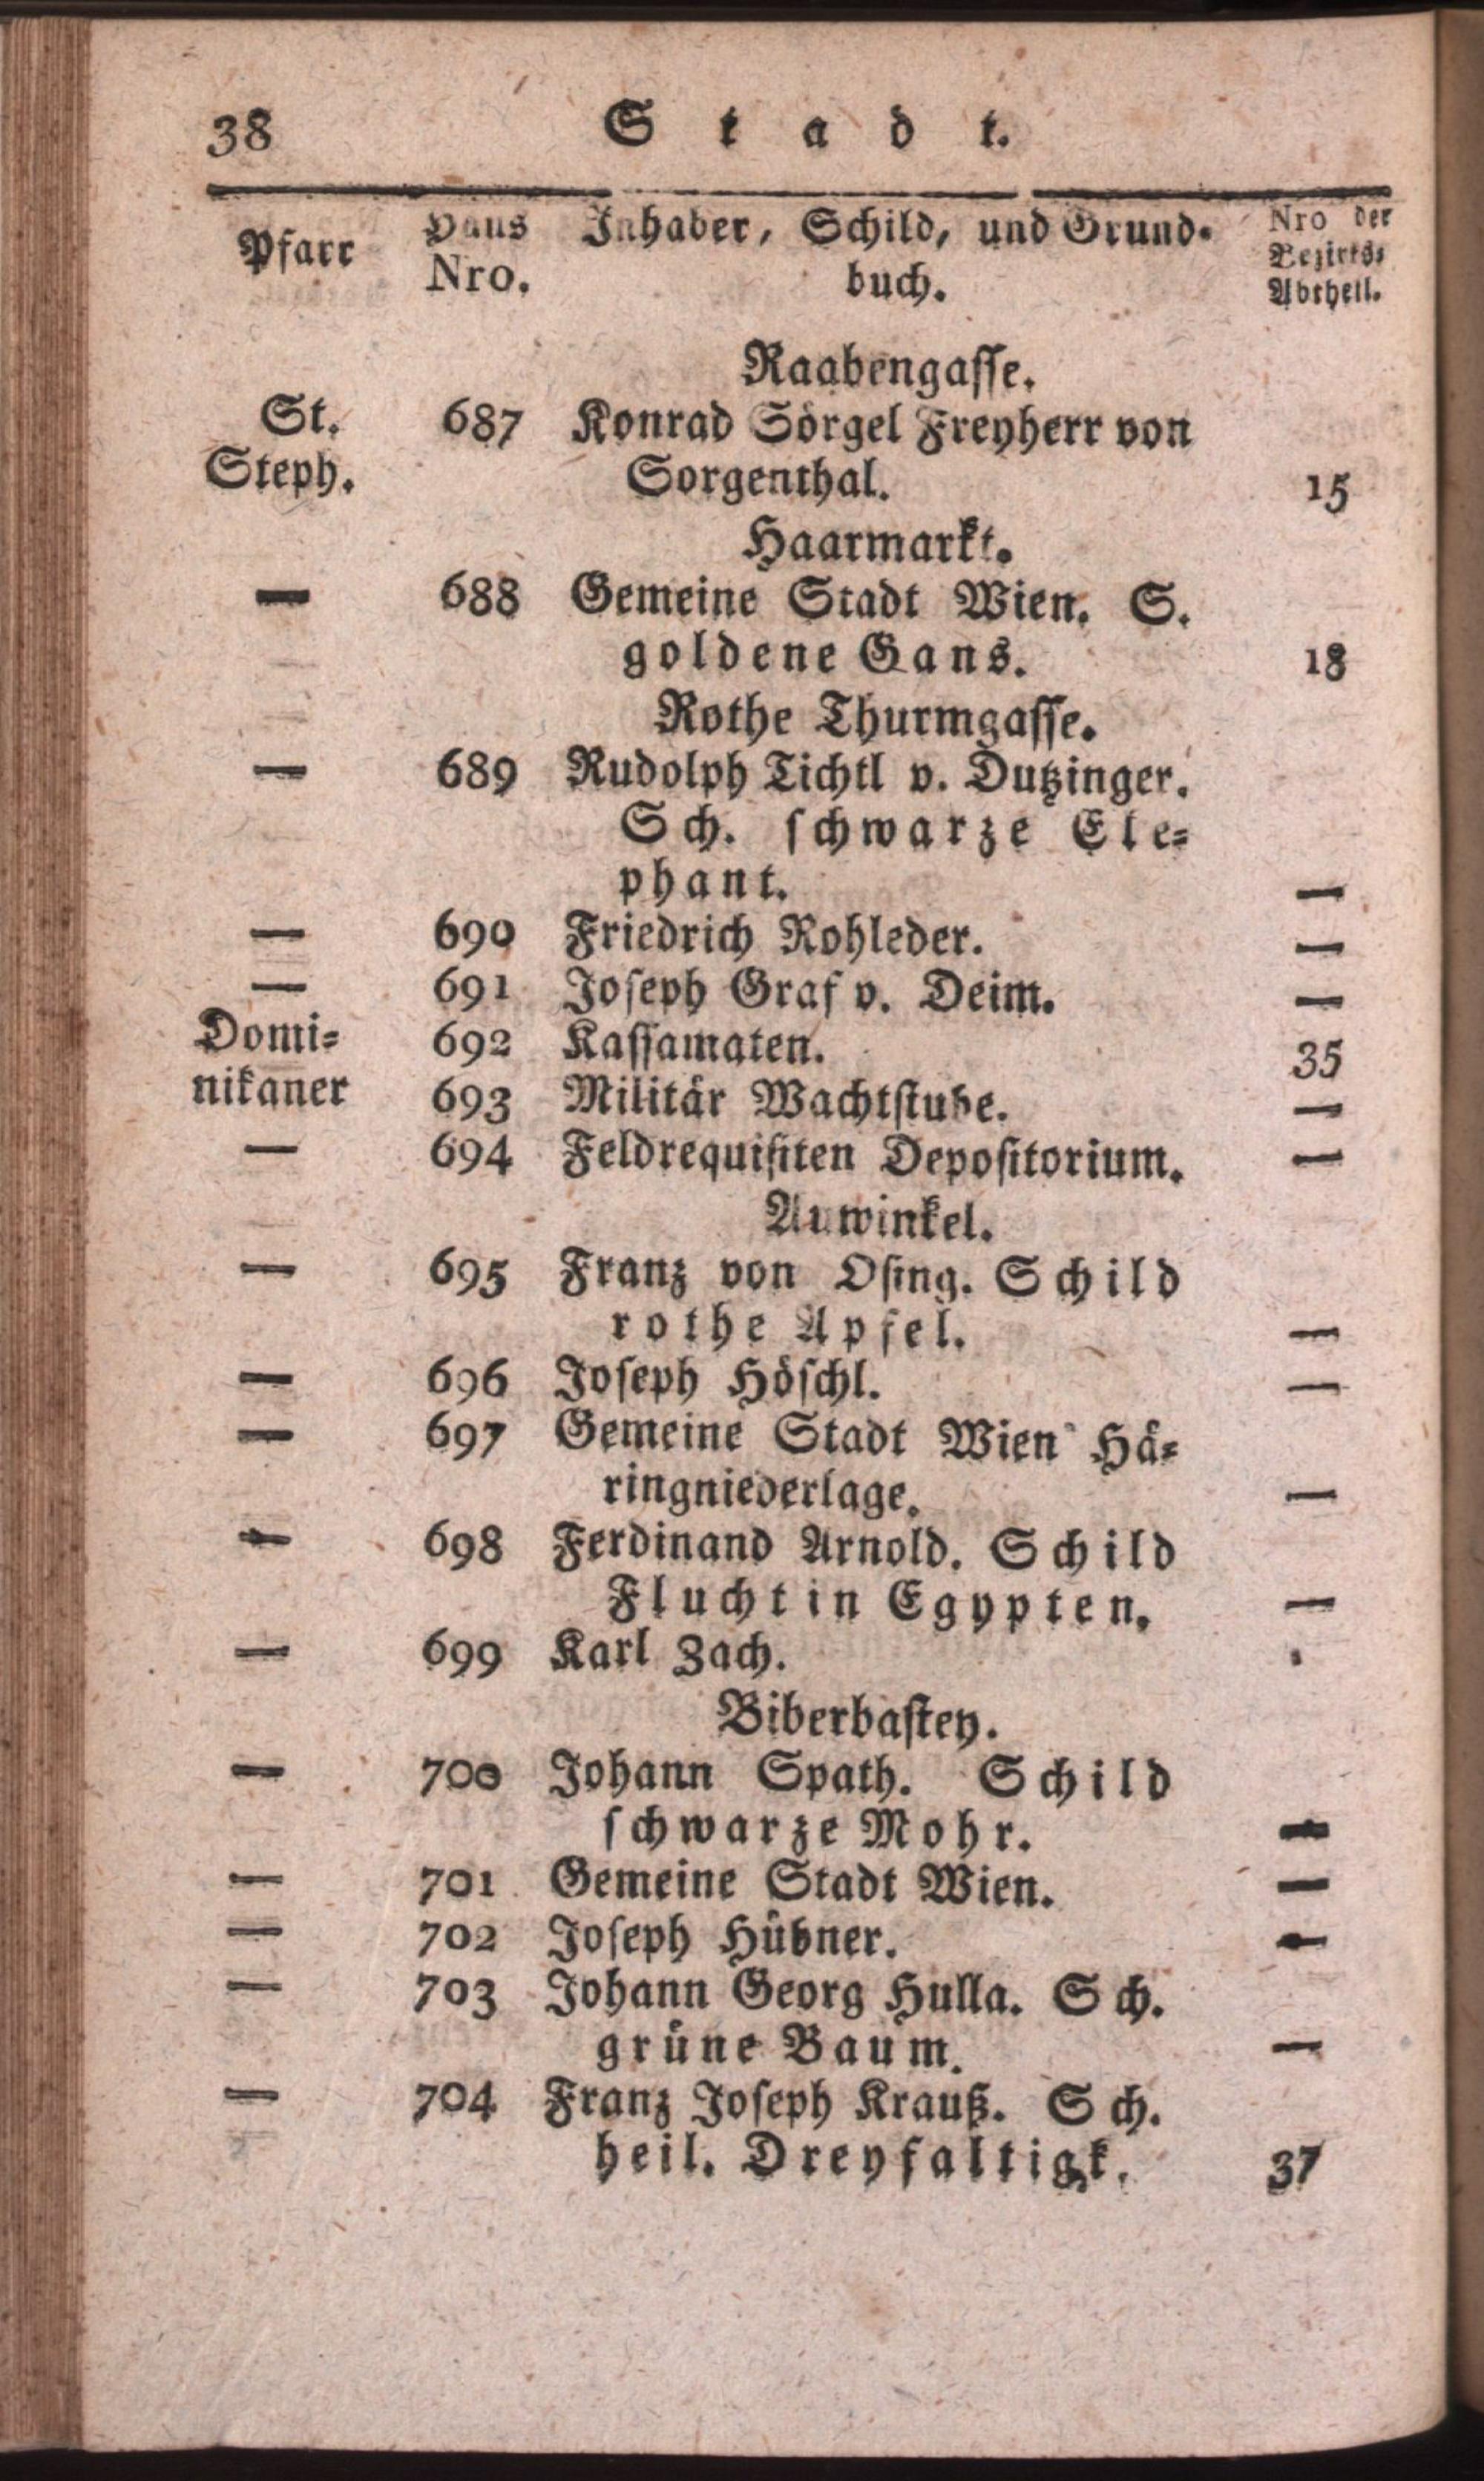 38 Stadt.
Pfarr Haus Nro. Inhaber, Schild, und Grund- Nro der Bezirks-
buch. Abtheil.
Raabengasse.
St. 687 Konrad Sörgel Freyherr von
Steph. Sorgenthal. 15
Haarmarkt.
— 688 Gemeine Stadt Wien. S.
goldene Gans. 18
Rothe Thurmgasse.
— 689 Rudolph Tichtl v. Dutzinger.
Sch. schwarze Ele-
phant. —
— 690 Friedrich Rohleder. —
— 691 Joseph Graf v. Deim. —
Domi- 692 Kassamaten. 35
nikaner 693 Militär Wachtstube. —
— 694 Feldrequisiten Depositorium. —
Auwinkel.
— 695 Franz von Osing. Schild
rothe Apfel. —
— 696 Joseph Höschl. —
— 697 Gemeine Stadt Wien Hä-
ringniederlage. —
— 698 Ferdinand Arnold. Schild
Flucht in Egypten. —
— 699 Karl Zach.
Biberbastey.
— 700 Johann Spath. Schild
schwarze Mohr. —
— 701 Gemeine Stadt Wien. —
— 702 Joseph Hübner. —
— 703 Johann Georg Hulla. Sch.
grüne Baum. —
— 704 Franz Joseph Krauß. Sch.
heil. Dreyfaltigk. 37